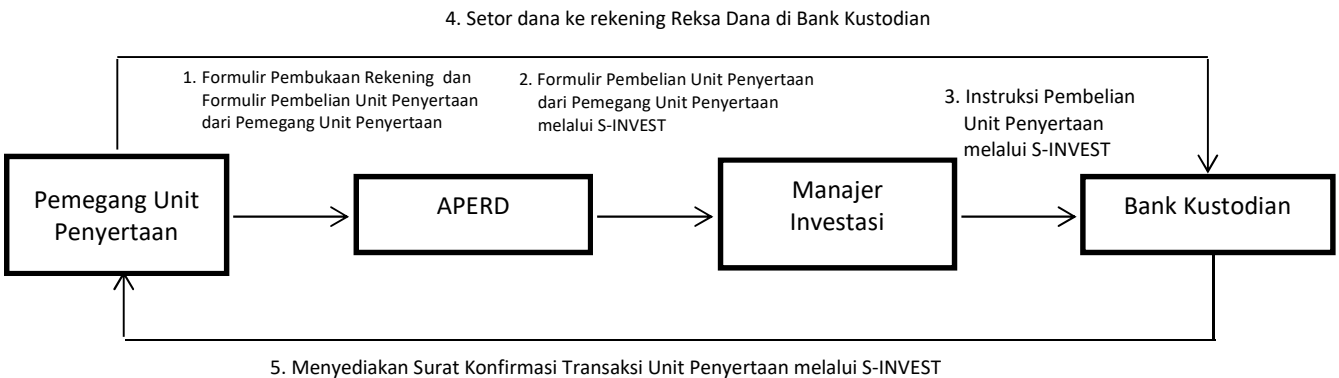 4. Setor dana ke rekening Reksa Dana di Bank Kustodian
1. Formulir Pembukaan Rekening dan
Formulir Pembelian Unit Penyertaan
dari Pemegang Unit Penyertaan
2. Formulir Pembelian Unit Penyertaan
dari Pemegang Unit Penyertaan
melalui S-INVEST
3. Instruksi Pembelian
Unit Penyertaan
melalui S-INVEST
Pemegang Unit
Penyertaan
APERD
Manajer
Investasi
Bank Kustodian
5. Menyediakan Surat Konfirmasi Transaksi Unit Penyertaan melalui S-INVEST